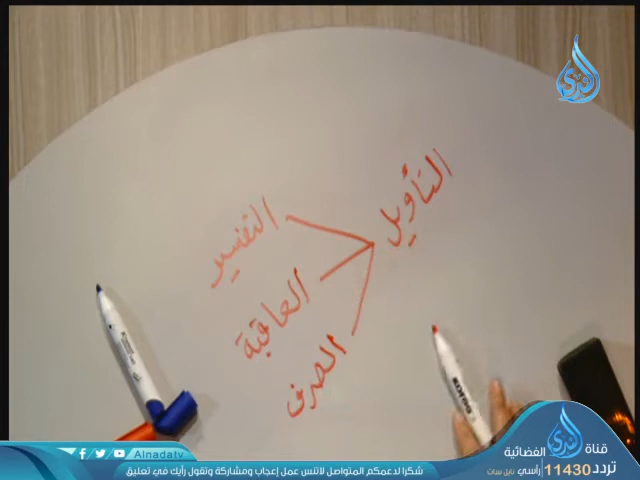 الندى
التأويل
التفسير
العاقبة
الصرف
قناة الندى الفضائية
تردد 11430 رأسي نايل سات
Alnadatv
شكرا لدعمكم المتواصل لاتنس عمل إعجاب ومشاركة وتقول رأيك في تعليق